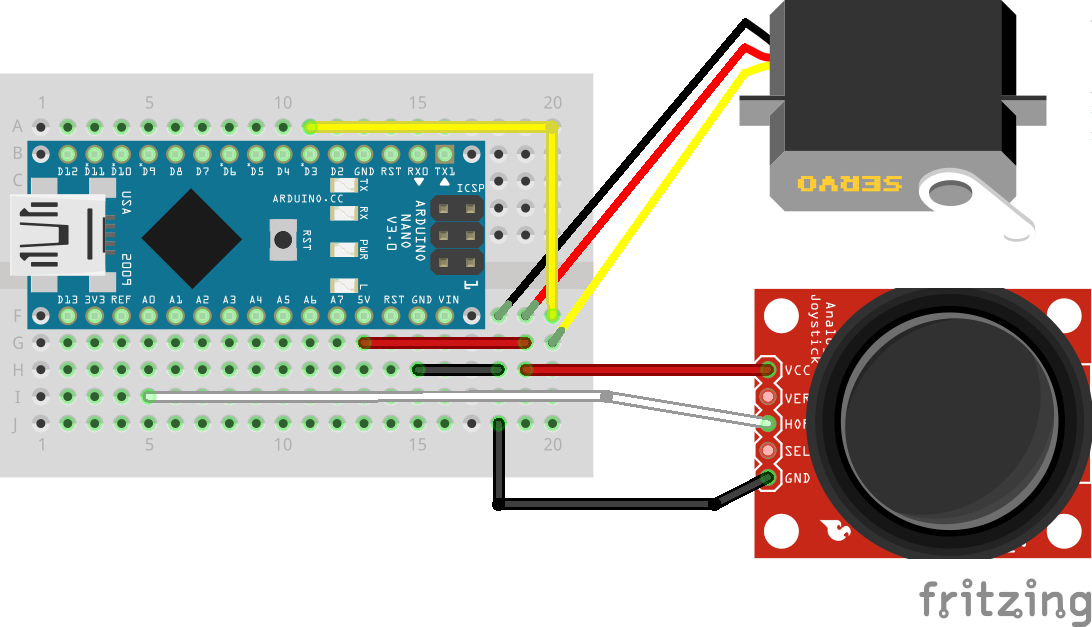 1 5 10 15 20
A
B
C
F
G
H
I
J
1 5 10 15 20
D12 D11 D10 D9 D8 D7 D6 D5 D4 D3 D2 GND RST RX0 TX1
USA
2009
ARDUINO.CC
RST
TX
RX
PWR
L
ARDUINO
NANO
V3.0
ICSP
1
D13 3V3 REF A0 A1 A2 A3 A4 A5 A6 A7 5V RST GND VIN
SERVO
Joystick
VCC
VER
SEL
GND
fritzing